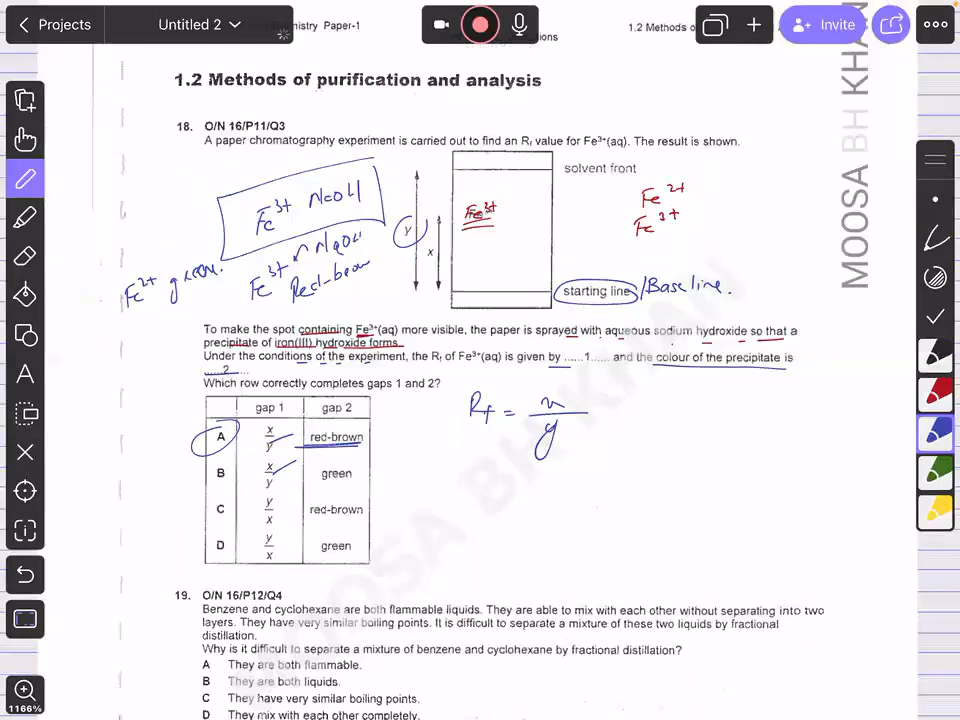 Projects
Untitled 2
hemistry Paper-1
1.2 Methods o
Invite
1.2 Methods of purification and analysis
18. O/N 16/P11/Q3
A paper chromatography experiment is carried out to find an Rf value for Fe³⁺(aq). The result is shown.
solvent front
Fe³⁺ NaOH
Fe³⁺
Fe²⁺
Fe³⁺
y
x
Fe³⁺ NaOH
Red-brown
Fe²⁺ green.
starting line /Base line.
To make the spot containing Fe³⁺(aq) more visible, the paper is sprayed with aqueous sodium hydroxide so that a
precipitate of iron(III) hydroxide forms.
Under the conditions of the experiment, the Rf of Fe³⁺(aq) is given by ......1...... and the colour of the precipitate is
......2......
Which row correctly completes gaps 1 and 2?
gap 1 gap 2
A x/y red-brown
B x/y green
C y/x red-brown
D y/x green
Rf = x/y
19. O/N 16/P12/Q4
Benzene and cyclohexane are both flammable liquids. They are able to mix with each other without separating into two
layers. They have very similar boiling points. It is difficult to separate a mixture of these two liquids by fractional
distillation.
Why is it difficult to separate a mixture of benzene and cyclohexane by fractional distillation?
A They are both flammable.
B They are both liquids.
C They have very similar boiling points.
D They mix with each other completely.
MOOSA BH KHAN
MOOSA BH KHAN
1166%